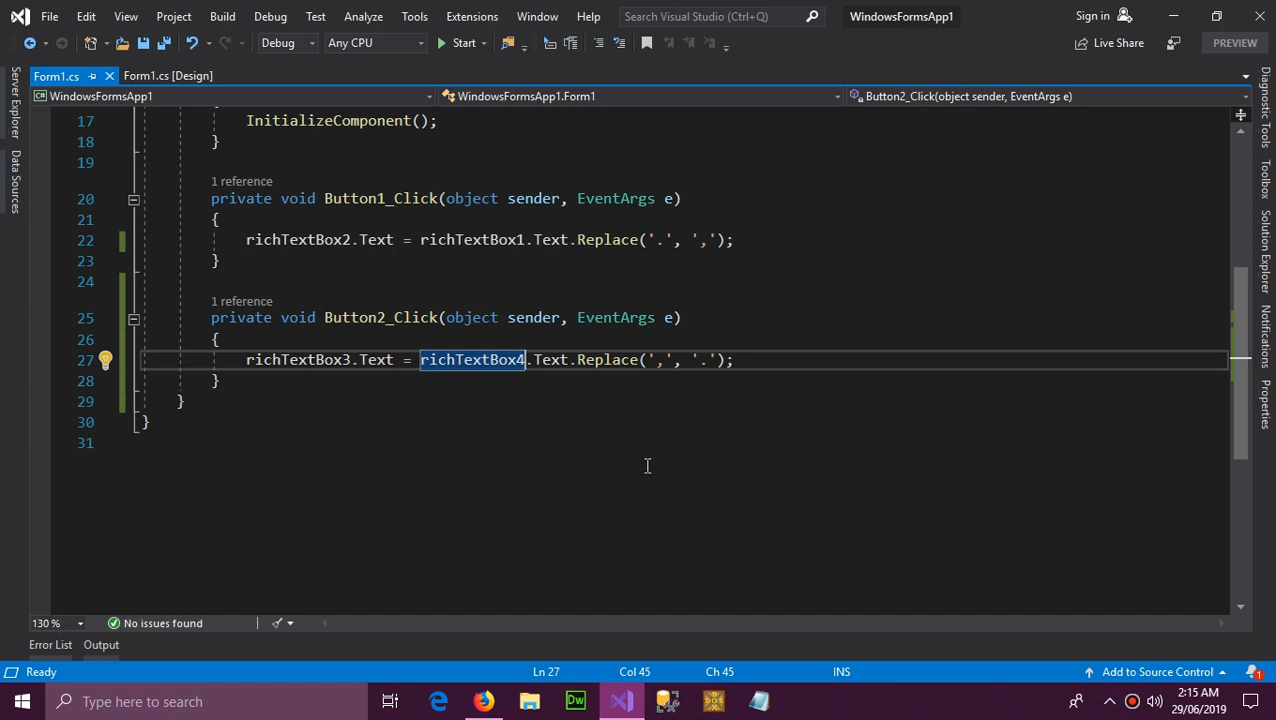 File Edit View Project Build Debug Test Analyze Tools Extensions Window Help Search Visual Studio (Ctrl+Q) WindowsFormsApp1 Sign in
Debug Any CPU Start Live Share PREVIEW
Form1.cs Form1.cs [Design]
WindowsFormsApp1 WindowsFormsApp1.Form1 Button2_Click(object sender, EventArgs e)
Server Explorer
Data Sources
17 InitializeComponent();
18 }
19
1 reference
20 private void Button1_Click(object sender, EventArgs e)
21 {
22 richTextBox2.Text = richTextBox1.Text.Replace('.', ',');
23 }
24
1 reference
25 private void Button2_Click(object sender, EventArgs e)
26 {
27 richTextBox3.Text = richTextBox4.Text.Replace(',', '.');
28 }
29 }
30 }
31
Diagnostic Tools
Toolbox
Solution Explorer
Properties
130 % No issues found
Error List Output
Ready Ln 27 Col 45 Ch 45 INS Add to Source Control 1
Type here to search Dw DOS 2:15 AM
29/06/2019